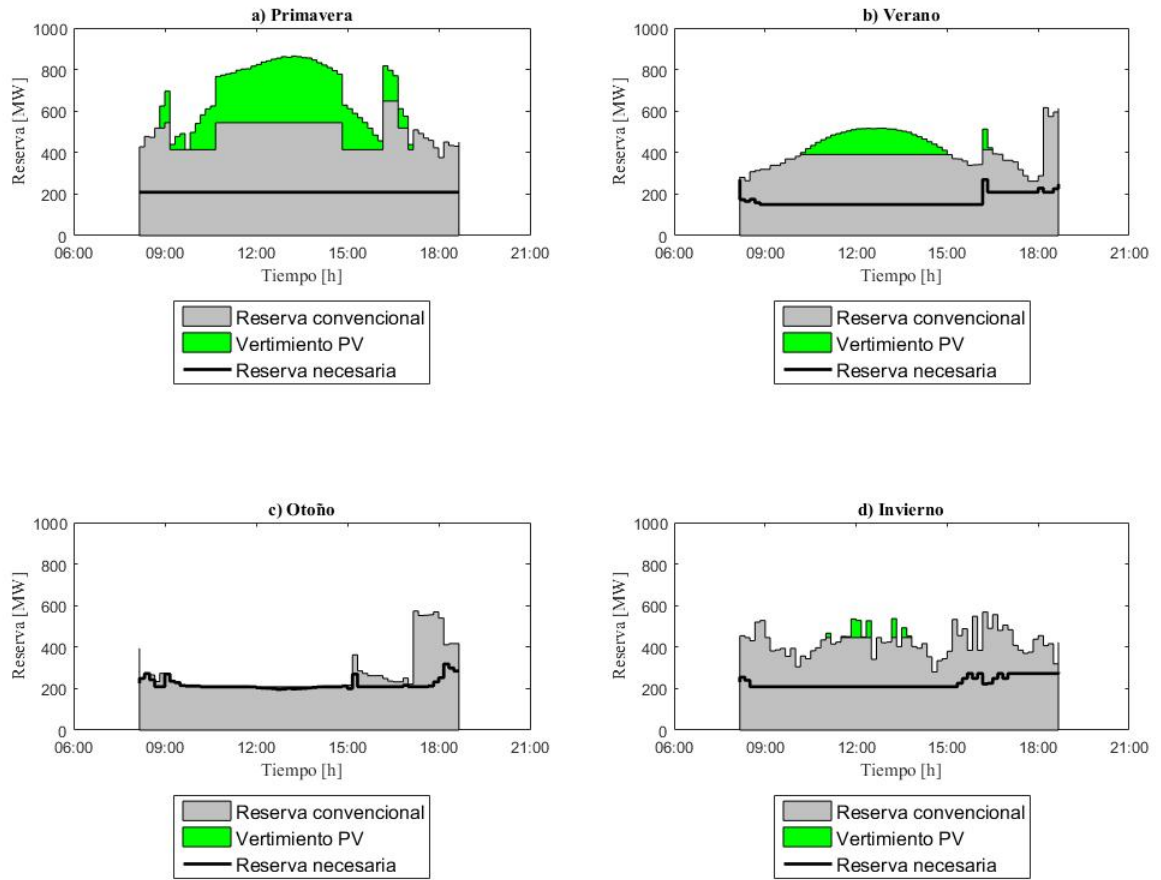 a) Primavera
1000
800
600
400
200
0
Reserva [MW]
06:00 09:00 12:00 15:00 18:00 21:00
Tiempo [h]
Reserva convencional
Vertimiento PV
Reserva necesaria
b) Verano
1000
800
600
400
200
0
Reserva [MW]
06:00 09:00 12:00 15:00 18:00 21:00
Tiempo [h]
Reserva convencional
Vertimiento PV
Reserva necesaria
c) Otoño
1000
800
600
400
200
0
Reserva [MW]
06:00 09:00 12:00 15:00 18:00 21:00
Tiempo [h]
Reserva convencional
Vertimiento PV
Reserva necesaria
d) Invierno
1000
800
600
400
200
0
Reserva [MW]
06:00 09:00 12:00 15:00 18:00 21:00
Tiempo [h]
Reserva convencional
Vertimiento PV
Reserva necesaria